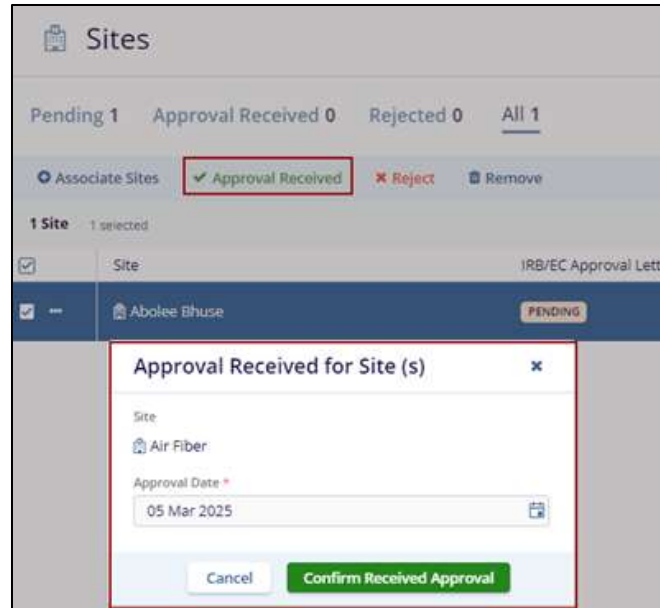 Sites
Pending 1 Approval Received 0 Rejected 0 All 1
Associate Sites Approval Received Reject Remove
1 Site 1 selected
Site IRB/EC Approval Lett
Abolee Bhuse PENDING
Approval Received for Site (s)
Site
Air Fiber
Approval Date *
05 Mar 2025
Cancel Confirm Received Approval